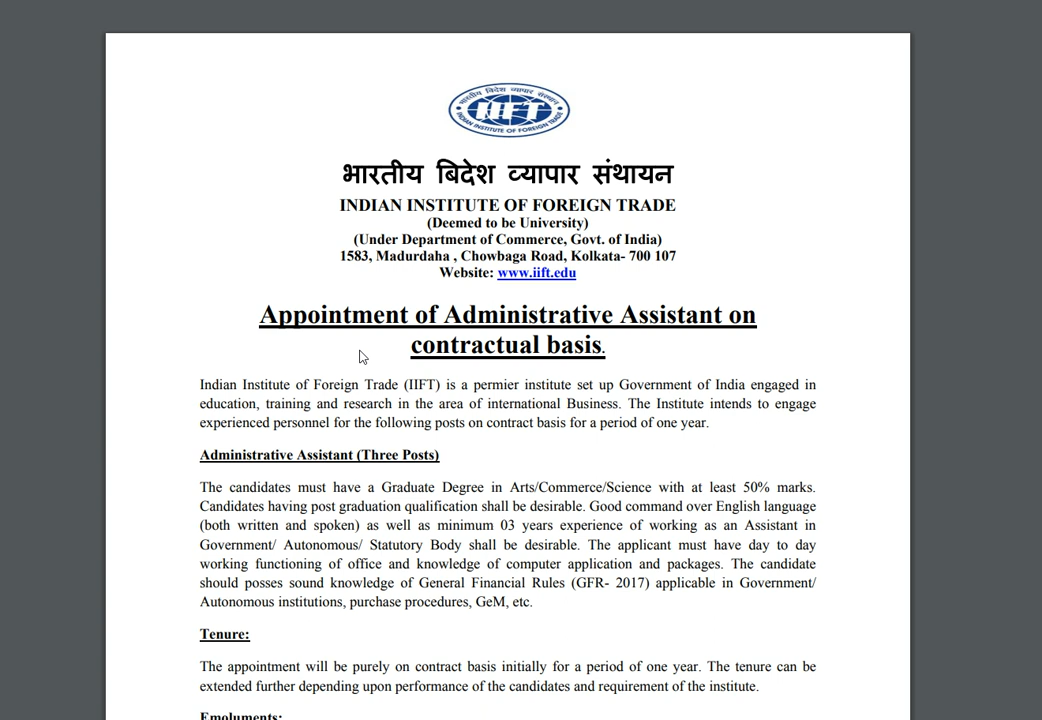 भारतीय विदेश व्यापार संस्थान
IIFT
INDIAN INSTITUTE OF FOREIGN TRADE
भारतीय बिदेश व्यापार संथायन
INDIAN INSTITUTE OF FOREIGN TRADE
(Deemed to be University)
(Under Department of Commerce, Govt. of India)
1583, Madurdaha , Chowbaga Road, Kolkata- 700 107
Website: www.iift.edu
Appointment of Administrative Assistant on
contractual basis.
Indian Institute of Foreign Trade (IIFT) is a permier institute set up Government of India engaged in
education, training and research in the area of international Business. The Institute intends to engage
experienced personnel for the following posts on contract basis for a period of one year.
Administrative Assistant (Three Posts)
The candidates must have a Graduate Degree in Arts/Commerce/Science with at least 50% marks.
Candidates having post graduation qualification shall be desirable. Good command over English language
(both written and spoken) as well as minimum 03 years experience of working as an Assistant in
Government/ Autonomous/ Statutory Body shall be desirable. The applicant must have day to day
working functioning of office and knowledge of computer application and packages. The candidate
should posses sound knowledge of General Financial Rules (GFR- 2017) applicable in Government/
Autonomous institutions, purchase procedures, GeM, etc.
Tenure:
The appointment will be purely on contract basis initially for a period of one year. The tenure can be
extended further depending upon performance of the candidates and requirement of the institute.
Emoluments: